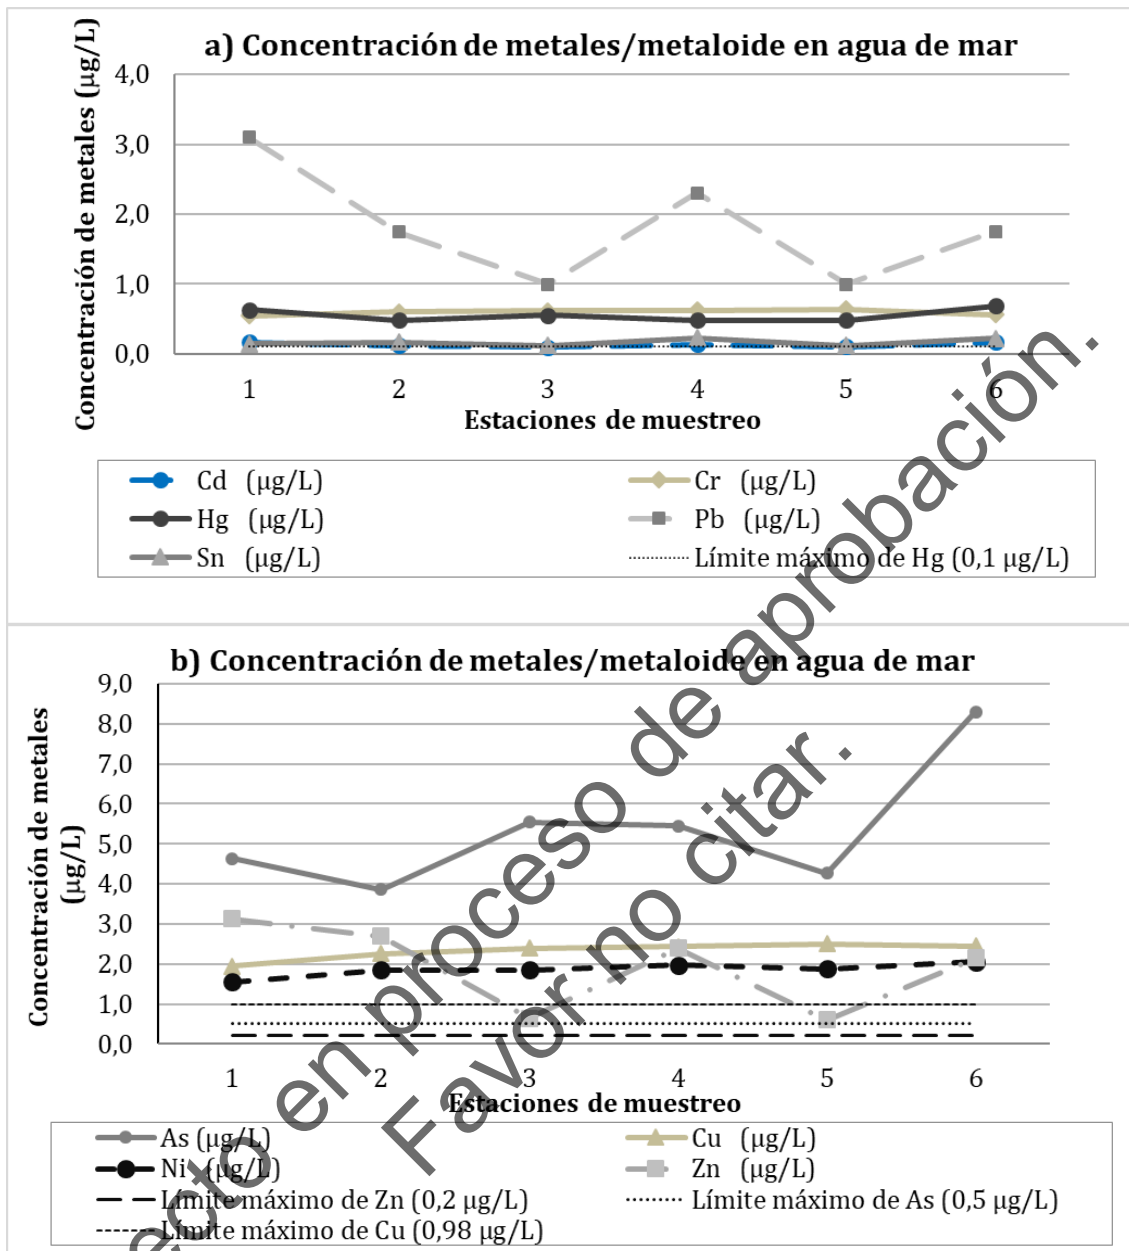 a) Concentración de metales/metaloide en agua de mar
Concentración de metales (µg/L)
4,0
3,0
2,0
1,0
0,0
1 2 3 4 5 6
Estaciones de muestreo
Cd (µg/L) Cr (µg/L)
Hg (µg/L) Pb (µg/L)
Sn (µg/L) Límite máximo de Hg (0,1 µg/L)
b) Concentración de metales/metaloide en agua de mar
Concentración de metales
(µg/L)
9,0
8,0
7,0
6,0
5,0
4,0
3,0
2,0
1,0
0,0
1 2 3 4 5 6
Estaciones de muestreo
As (µg/L) Cu (µg/L)
Ni (µg/L) Zn (µg/L)
Límite máximo de Zn (0,2 µg/L) Límite máximo de As (0,5 µg/L)
Límite máximo de Cu (0,98 µg/L)
ecto en proceso de aprobación.
Favor no citar.